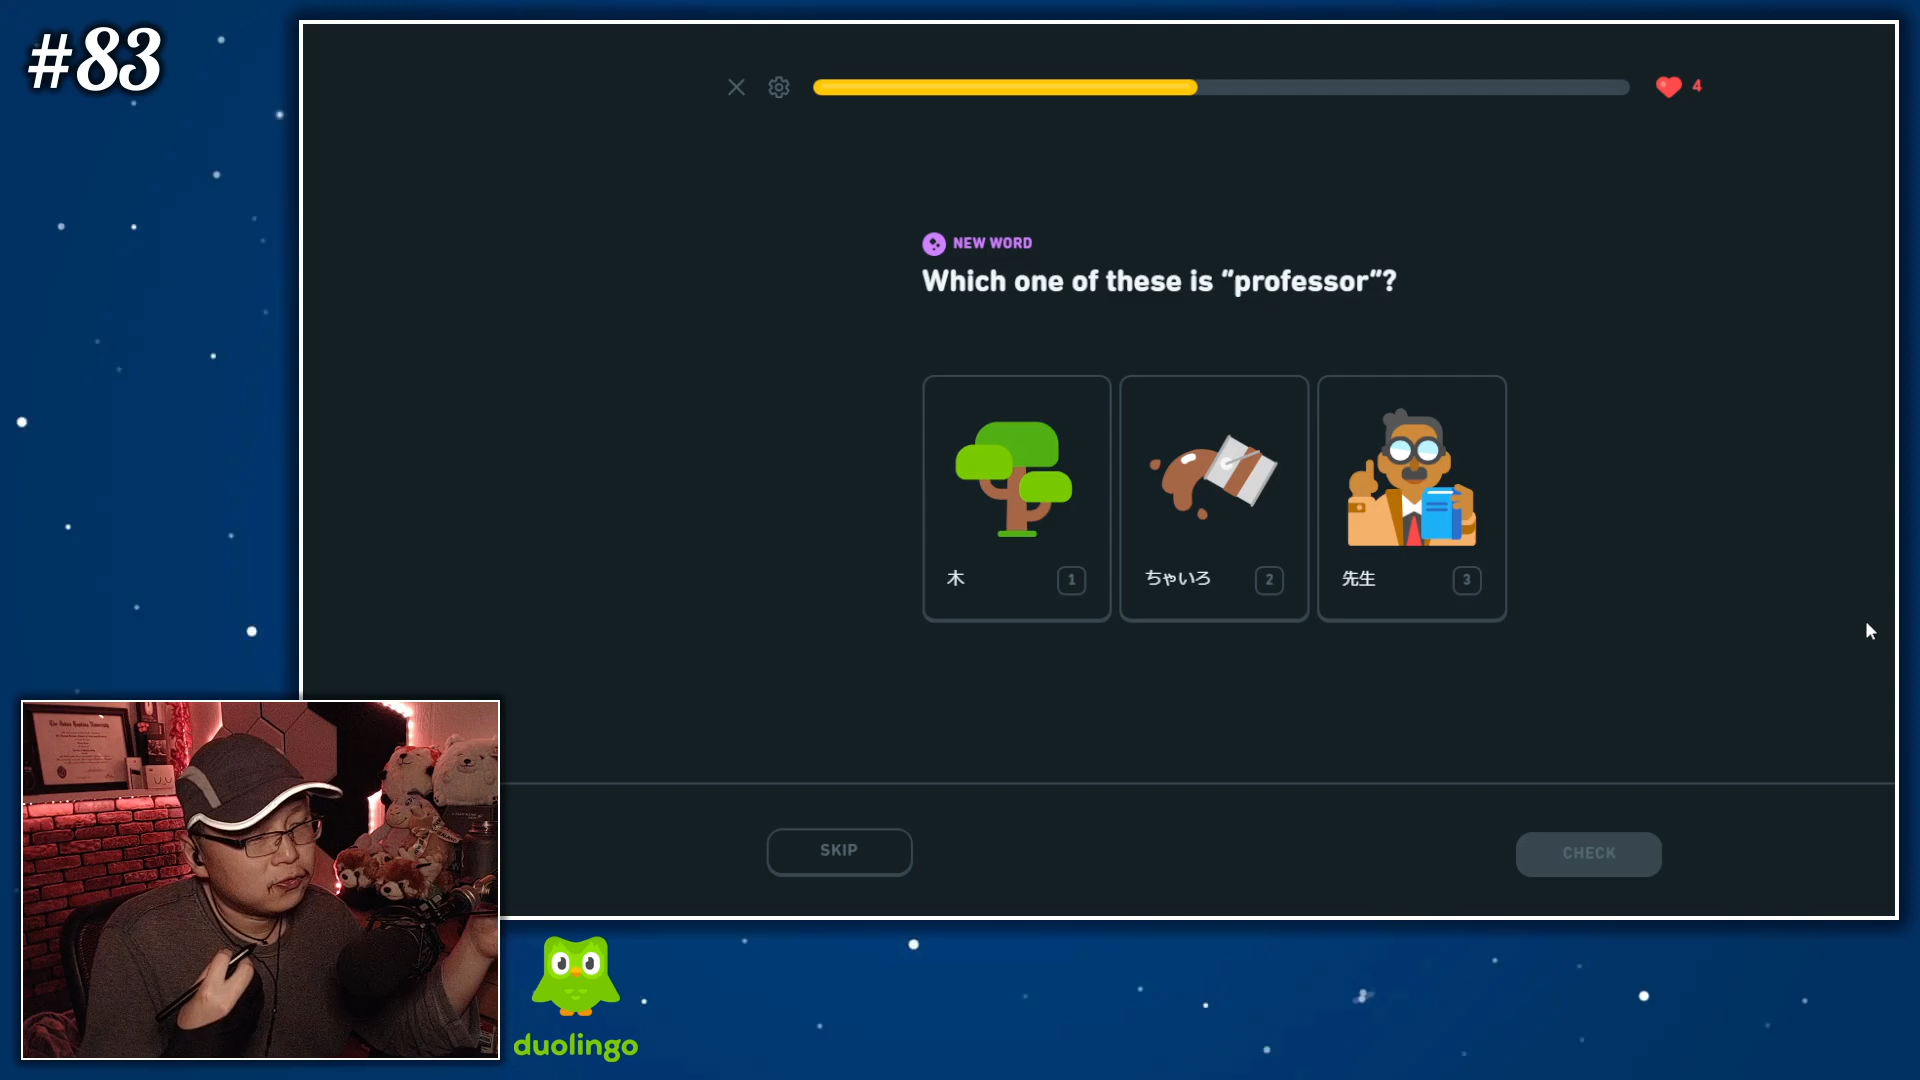 #83
4
NEW WORD
Which one of these is “professor”?
木
1
ちゃいろ
2
先生
3
SKIP
CHECK
duolingo